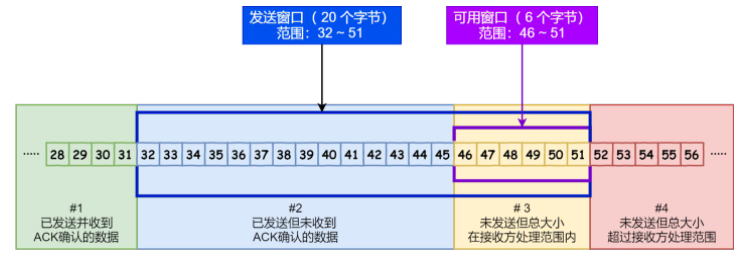 发送窗口（ 20 个字节）
范围：32 ~ 51
可用窗口（ 6 个字节）
范围：46 ~ 51
..... 28 29 30 31 32 33 34 35 36 37 38 39 40 41 42 43 44 45 46 47 48 49 50 51 52 53 54 55 56 .....
#1
已发送并收到
ACK确认的数据
#2
已发送但未收到
ACK确认的数据
# 3
未发送但总大小
在接收方处理范围内
#4
未发送但总大小
超过接收方处理范围